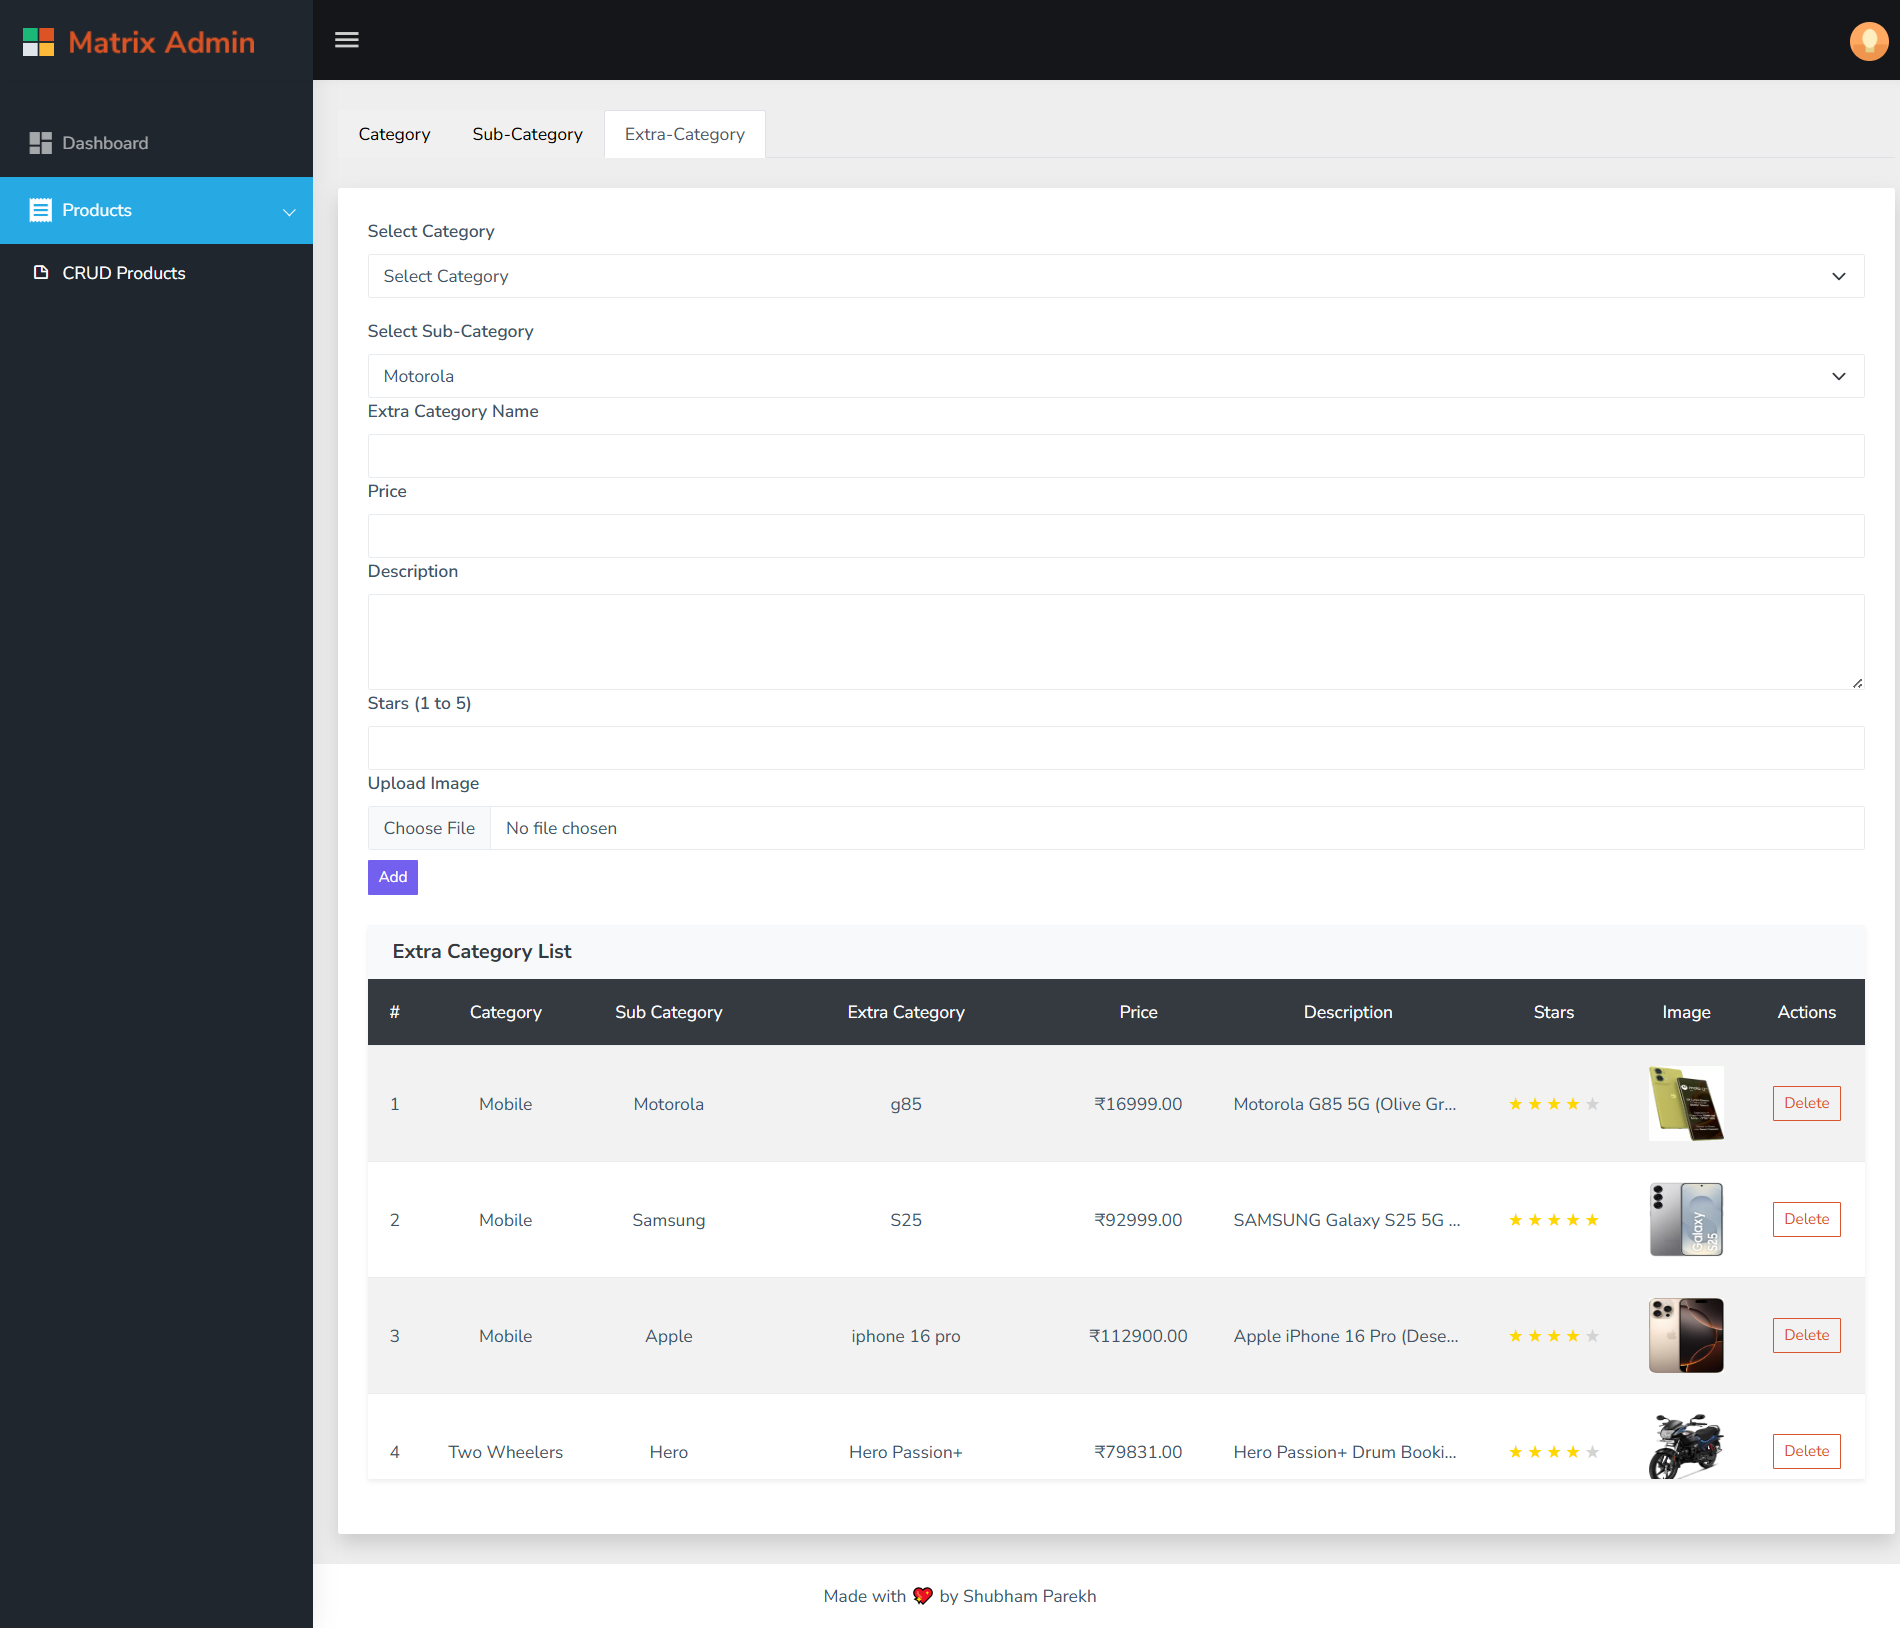 Matrix Admin
Dashboard
Products
CRUD Products
Category Sub-Category Extra-Category
Select Category
Select Category
Select Sub-Category
Motorola
Extra Category Name
Price
Description
Stars (1 to 5)
Upload Image
Choose File No file chosen
Add
Extra Category List
# Category Sub Category Extra Category Price Description Stars Image Actions
1 Mobile Motorola g85 ₹16999.00 Motorola G85 5G (Olive Gr... ★★★★★ Delete
2 Mobile Samsung S25 ₹92999.00 SAMSUNG Galaxy S25 5G ... ★★★★★ Galaxy S25 Delete
3 Mobile Apple iphone 16 pro ₹112900.00 Apple iPhone 16 Pro (Dese... ★★★★★ Delete
4 Two Wheelers Hero Hero Passion+ ₹79831.00 Hero Passion+ Drum Booki... ★★★★★ Delete
Made with 💖 by Shubham Parekh